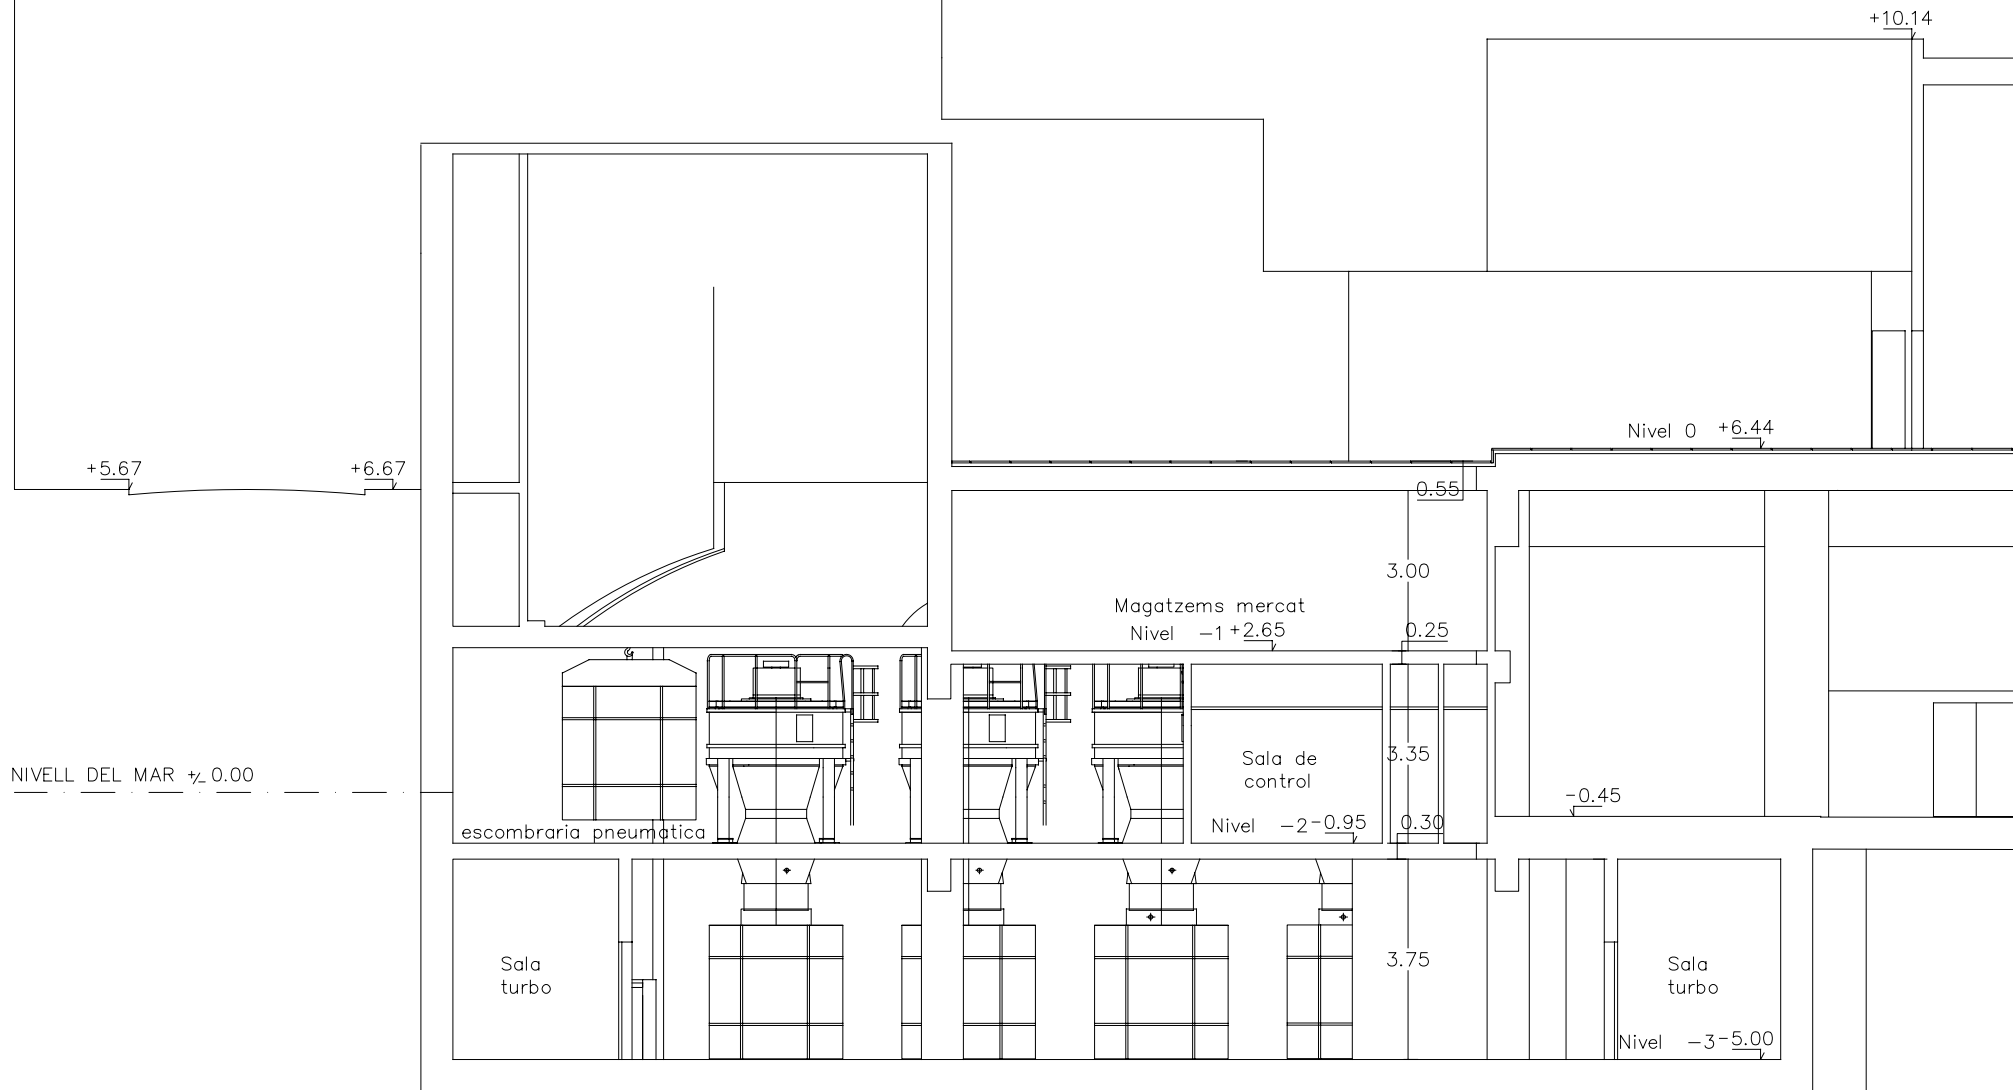 +10.14
Nivel 0 +6.44
+5.67
+6.67
0.55
3.00
Magatzems mercat
Nivel -1 +2.65
0.25
Sala de
control
3.35
NIVELL DEL MAR +/_ 0.00
-0.45
escombraria pneumatica
Nivel -2 -0.95
0.30
3.75
Sala
turbo
Sala
turbo
Nivel -3 -5.00